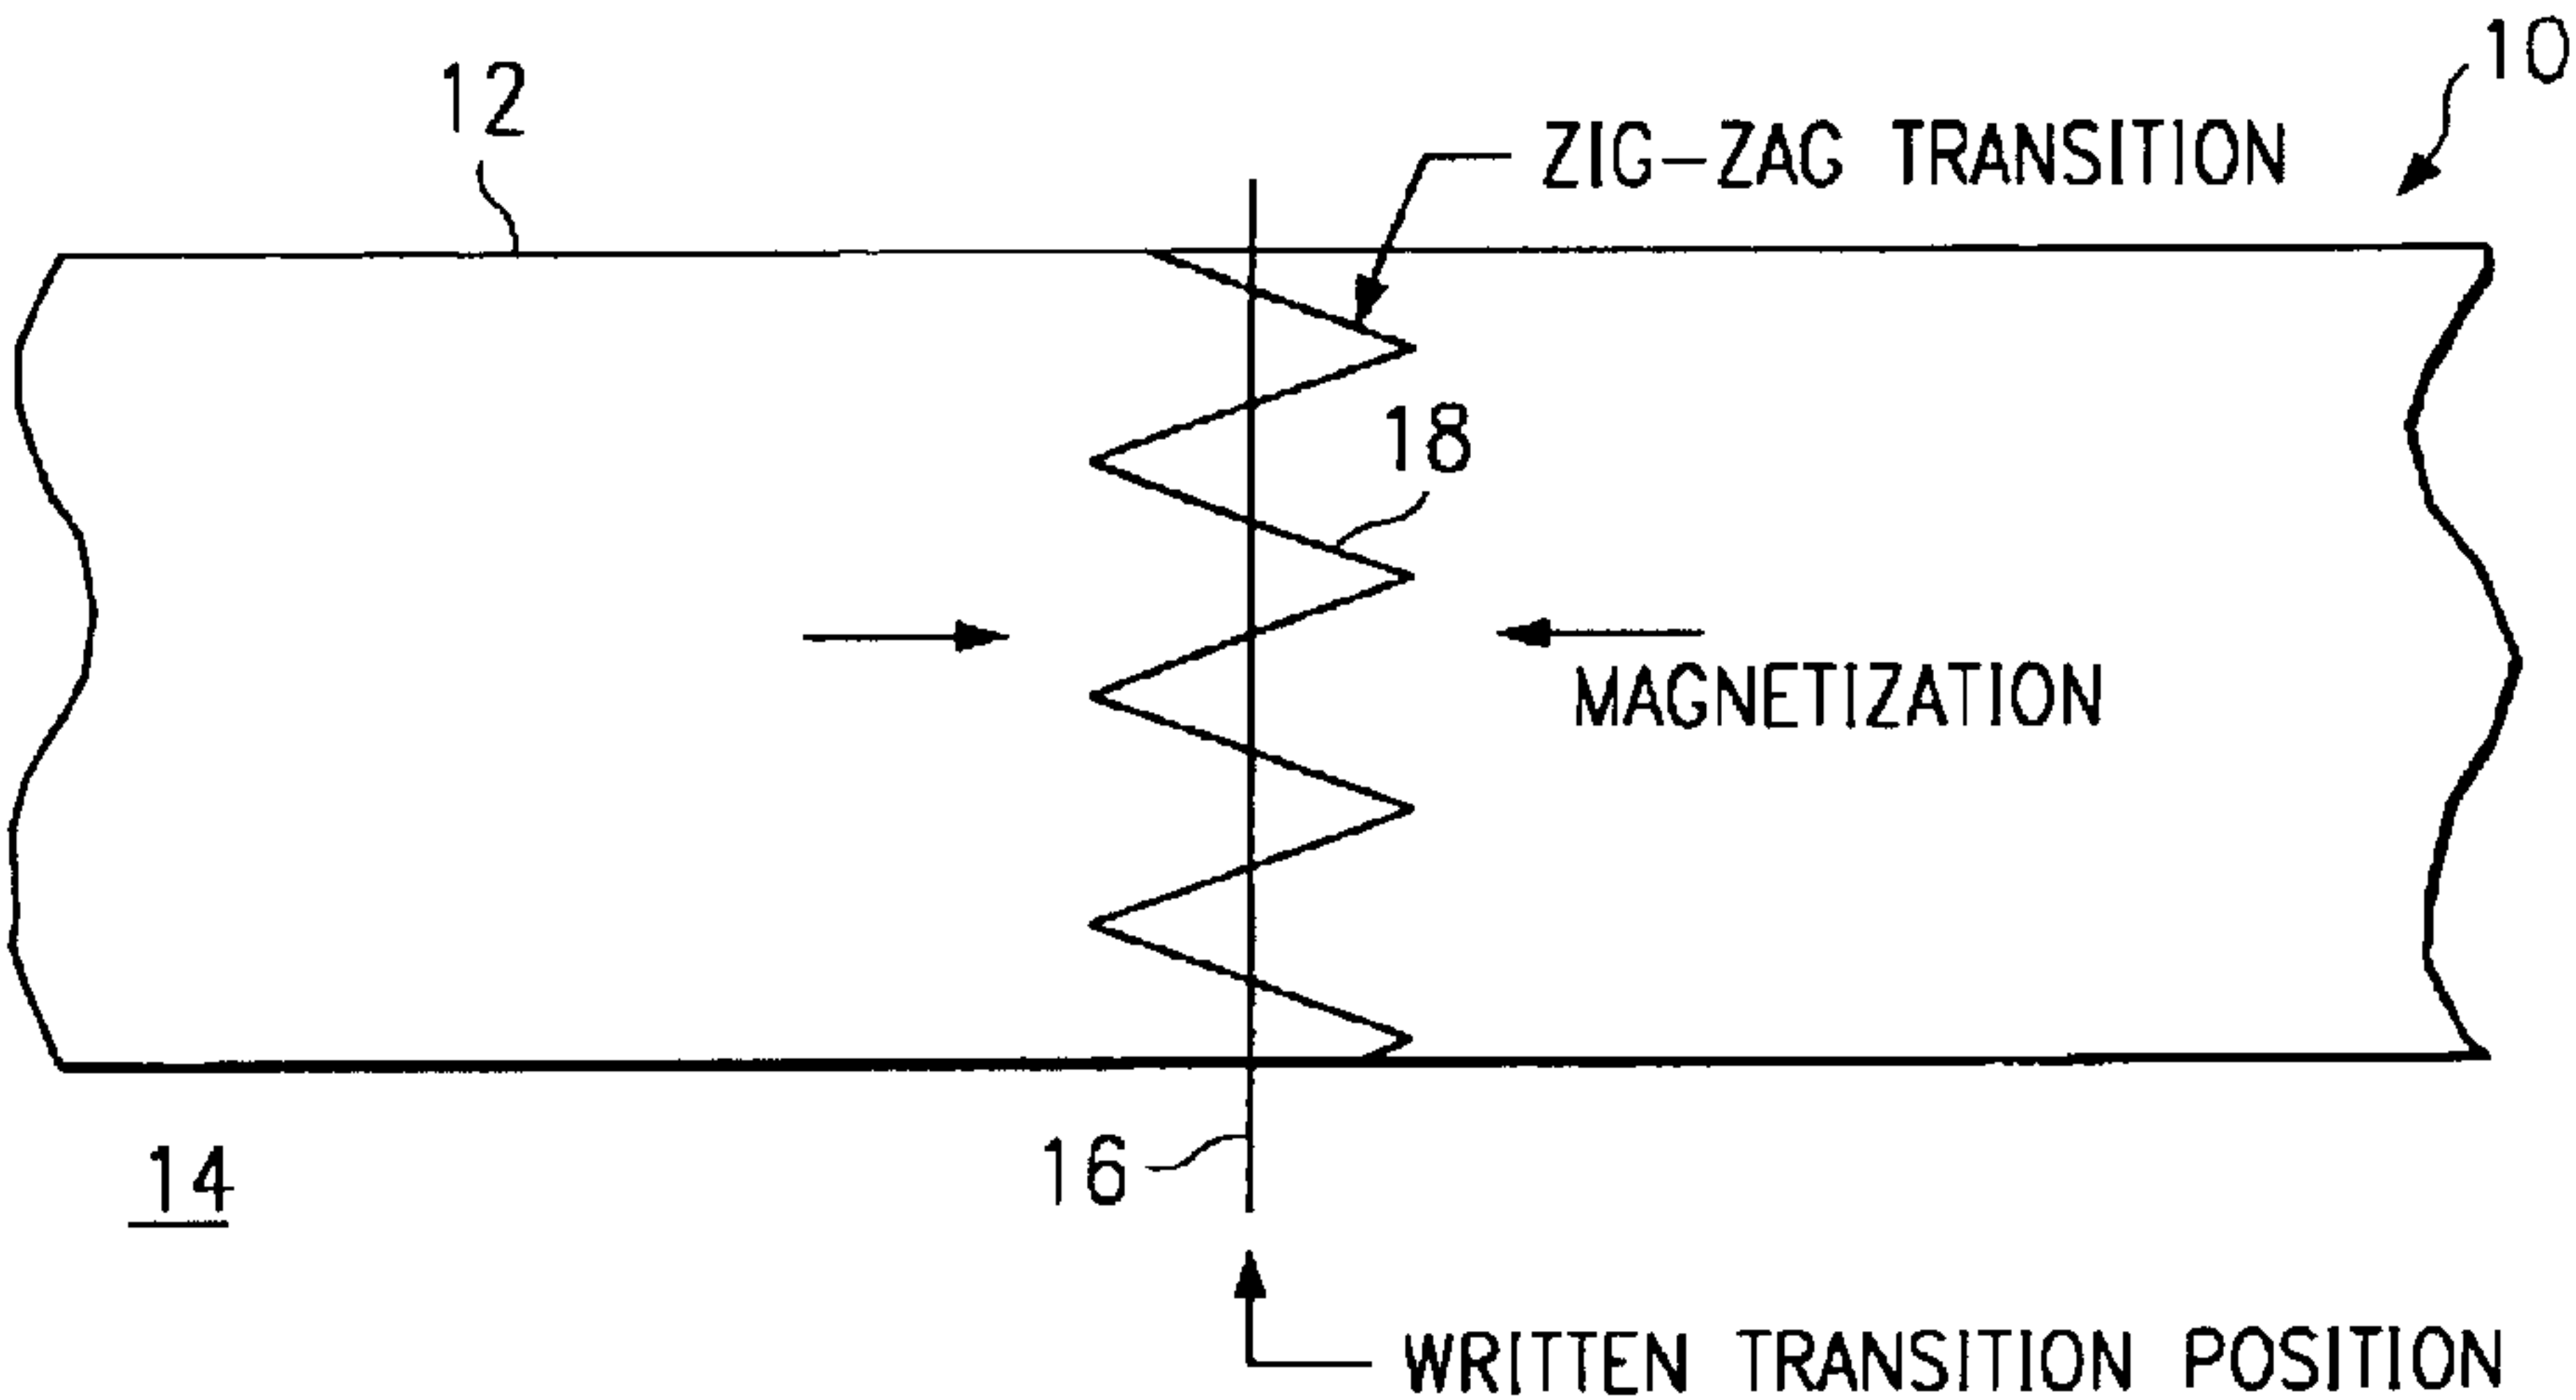 10
12
ZIG-ZAG TRANSITION
18
MAGNETIZATION
14
16
WRITTEN TRANSITION POSITION